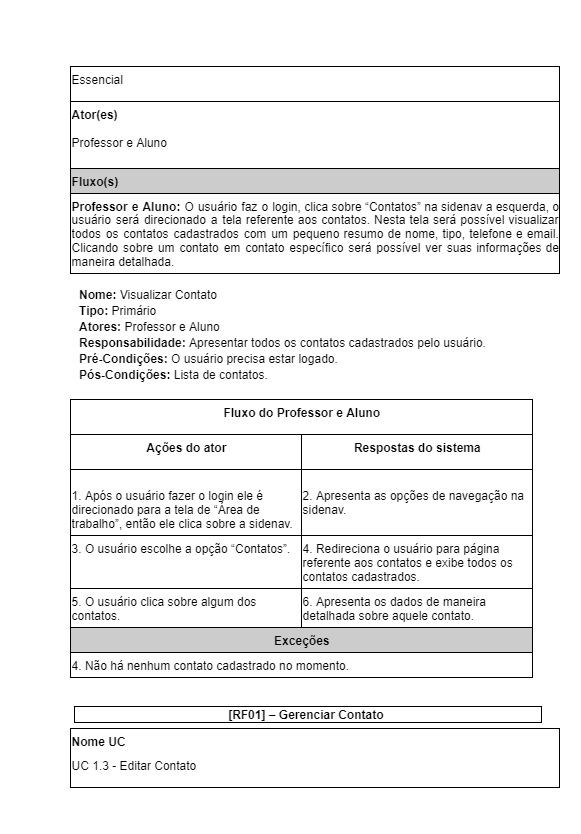 Essencial
Ator(es)
Professor e Aluno
Fluxo(s)
Professor e Aluno: O usuário faz o login, clica sobre “Contatos” na sidenav a esquerda, o
usuário será direcionado a tela referente aos contatos. Nesta tela será possível visualizar
todos os contatos cadastrados com um pequeno resumo de nome, tipo, telefone e email.
Clicando sobre um contato em contato específico será possível ver suas informações de
maneira detalhada.
Nome: Visualizar Contato
Tipo: Primário
Atores: Professor e Aluno
Responsabilidade: Apresentar todos os contatos cadastrados pelo usuário.
Pré-Condições: O usuário precisa estar logado.
Pós-Condições: Lista de contatos.
Fluxo do Professor e Aluno
Ações do ator
Respostas do sistema
1. Após o usuário fazer o login ele é
direcionado para a tela de “Área de
trabalho”, então ele clica sobre a sidenav.
2. Apresenta as opções de navegação na
sidenav.
3. O usuário escolhe a opção “Contatos”.
4. Redireciona o usuário para página
referente aos contatos e exibe todos os
contatos cadastrados.
5. O usuário clica sobre algum dos
contatos.
6. Apresenta os dados de maneira
detalhada sobre aquele contato.
Exceções
4. Não há nenhum contato cadastrado no momento.
[RF01] – Gerenciar Contato
Nome UC
UC 1.3 - Editar Contato